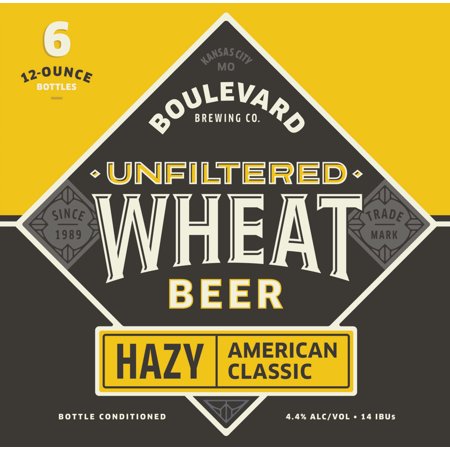 6
12-OUNCE
BOTTLES
KANSAS CITY
MO
BOULEVARD
BREWING CO.
UNFILTERED
SINCE
1989
WHEAT
TRADE
MARK
BEER
HAZY
AMERICAN
CLASSIC
BOTTLE CONDITIONED
4.4% ALC/VOL • 14 IBUs